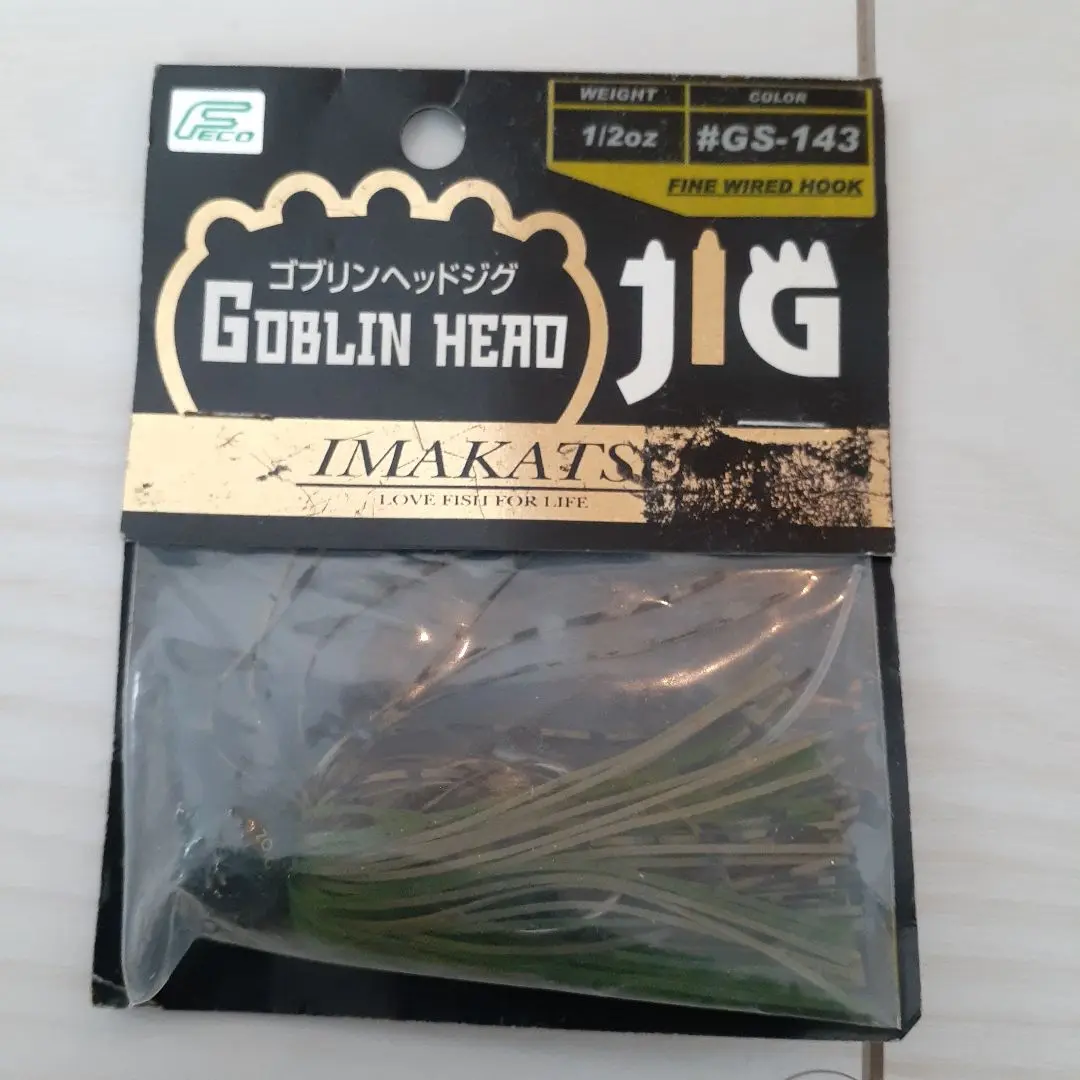 FECO
WEIGHT
COLOR
1/2oz
#GS-143
FINE WIRED HOOK
ゴブリンヘッドジグ
GOBLIN HEAD
JIG
IMAKATSU
LOVE FISH FOR LIFE